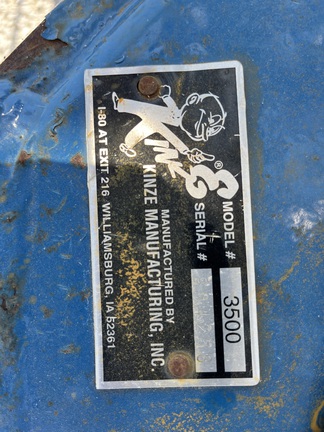 KINZE®
MODEL # 3500
SERIAL #
MANUFACTURED BY
KINZE MANUFACTURING, INC.
I-80 AT EXIT 216 WILLIAMSBURG, IA 52361